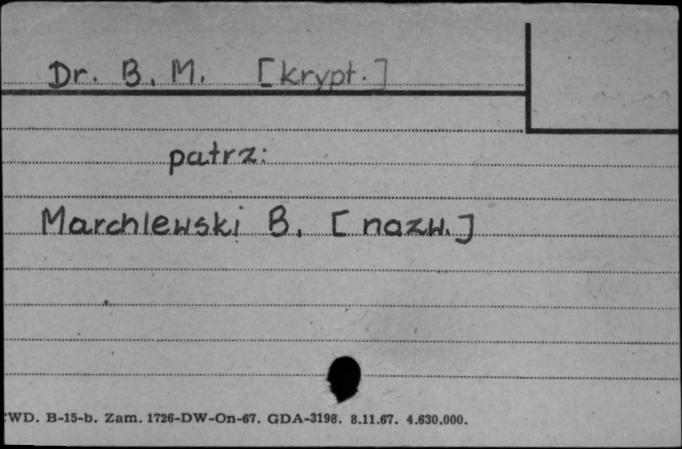 Dr. B. M. [krypt.]
patrz:
Marchlewski B. [nazw.]
WD. B-15-b. Zam. 1726-DW-On-67. GDA-3198. 8.11.67. 4.630.000.